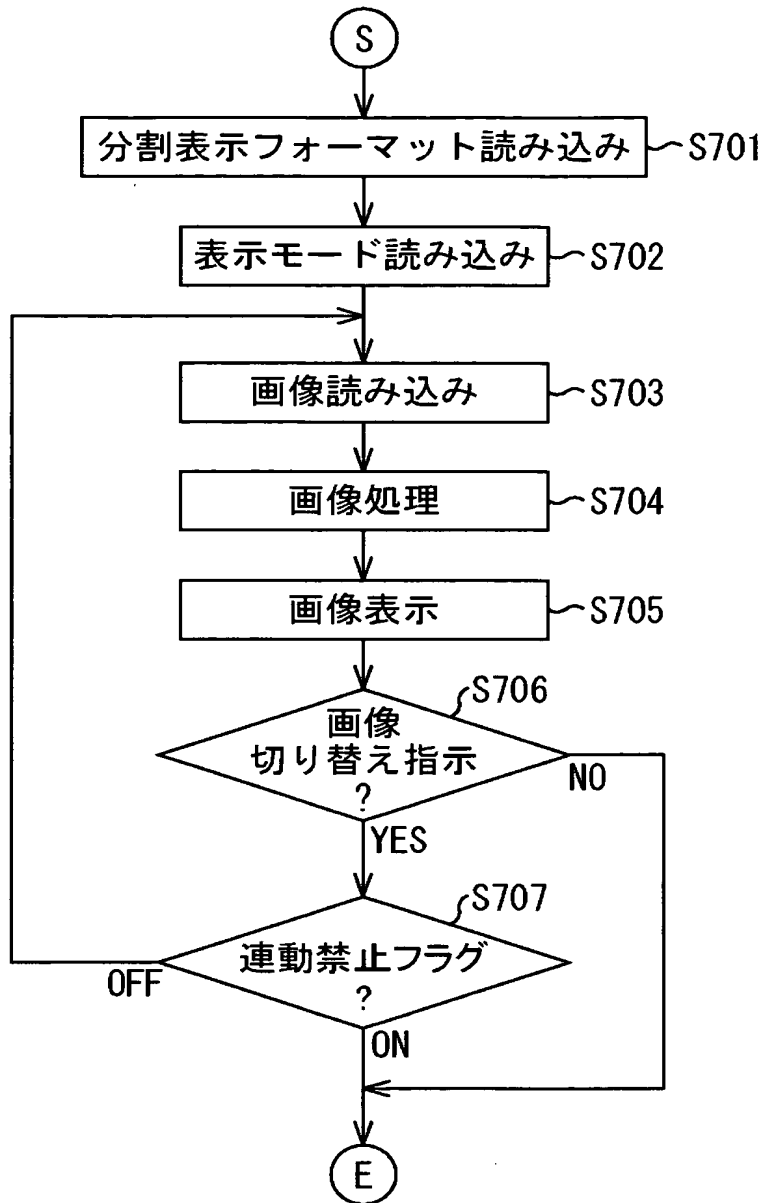 S
分割表示フォーマット読み込み
S701
表示モード読み込み
S702
画像読み込み
S703
画像処理
S704
画像表示
S705
S706
画像
切り替え指示
?
NO
YES
S707
連動禁止フラグ
?
OFF
ON
E